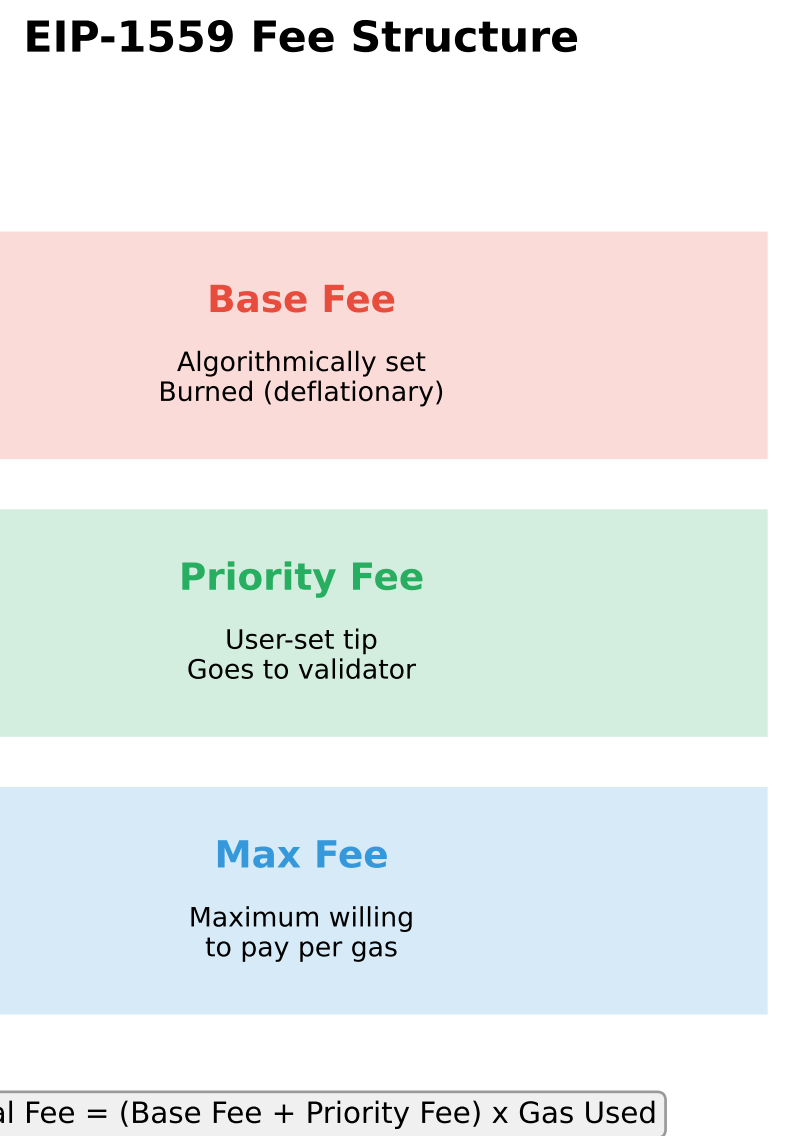 EIP-1559 Fee Structure
Base Fee
Algorithmically set
Burned (deflationary)
Priority Fee
User-set tip
Goes to validator
Max Fee
Maximum willing
to pay per gas
Fee = (Base Fee + Priority Fee) x Gas Used